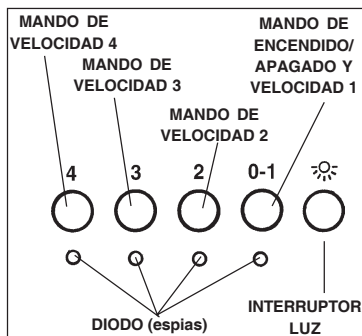 MANDO DE
VELOCIDAD 4
MANDO DE
VELOCIDAD 3
MANDO DE
VELOCIDAD 2
MANDO DE
ENCENDIDO/
APAGADO Y
VELOCIDAD 1
4
3
2
0-1
DIODO (espias)
INTERRUPTOR
LUZ